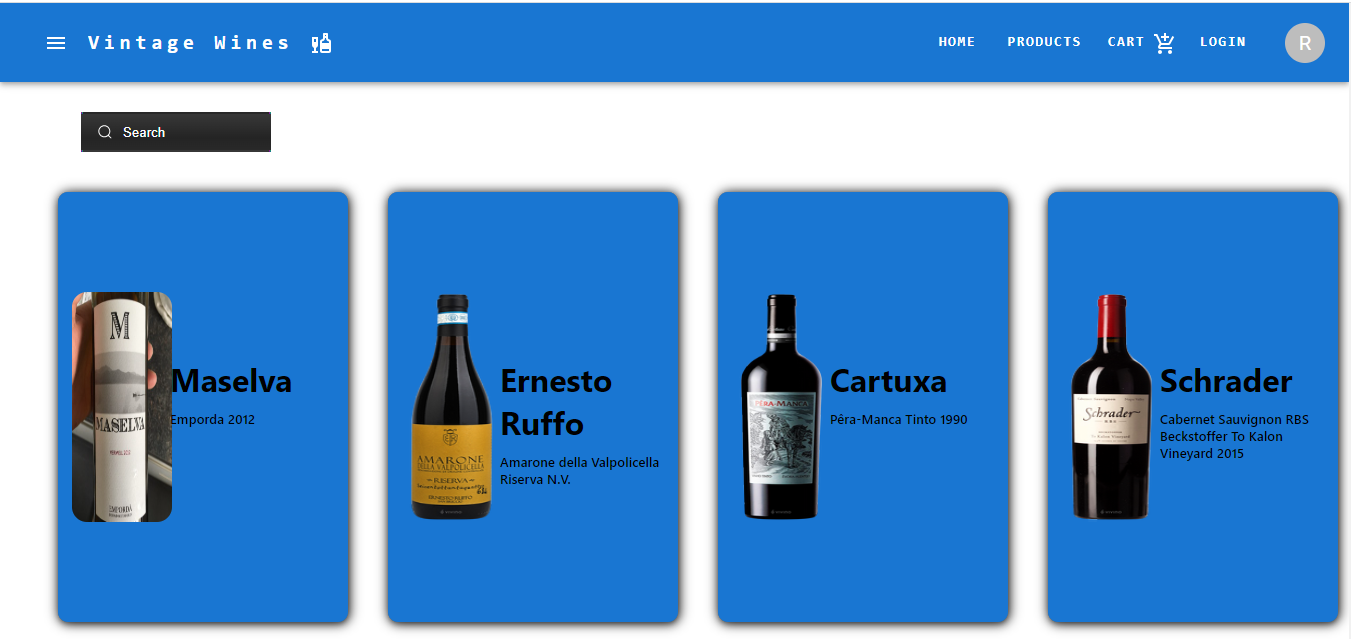 Vintage Wines
HOME PRODUCTS CART LOGIN R
Search
M
MASELVA
EMPORDÀ
Maselva
Emporda 2012
AMARONE
DELLA VALPOLICELLA
RISERVA
ERNESTO RUFFO
Ernesto
Ruffo
Amarone della Valpolicella
Riserva N.V.
PÊRA-MANCA
Cartuxa
Pêra-Manca Tinto 1990
Schrader
Schrader
Cabernet Sauvignon RBS
Beckstoffer To Kalon
Vineyard 2015